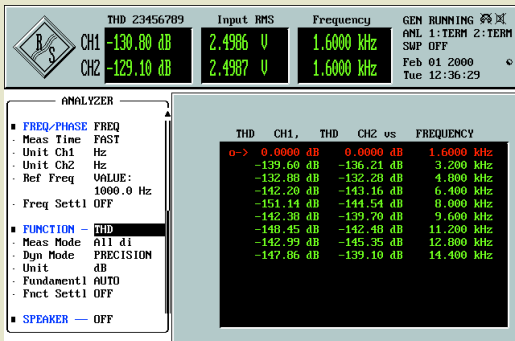 THD 23456789 Input RMS Frequency
R S
CH1 -130.80 dB 2.4986 V 1.6000 kHz
CH2 -129.10 dB 2.4987 V 1.6000 kHz
GEN RUNNING
ANL 1:TERM 2:TERM
SWP OFF
Feb 01 2000
Tue 12:36:29
ANALYZER
FREQ/PHASE FREQ
Meas Time FAST
Unit Ch1 Hz
Unit Ch2 Hz
Ref Freq VALUE:
1000.0 Hz
Freq Settl OFF
FUNCTION — THD
Meas Mode All di
Dyn Mode PRECISION
Unit dB
Fundamentl AUTO
Fnct Settl OFF
SPEAKER — OFF
THD CH1, THD CH2 vs FREQUENCY
o-> 0.0000 dB 0.0000 dB 1.6000 kHz
-139.60 dB -136.21 dB 3.200 kHz
-132.88 dB -132.28 dB 4.800 kHz
-142.20 dB -143.16 dB 6.400 kHz
-151.14 dB -144.54 dB 8.000 kHz
-142.38 dB -139.70 dB 9.600 kHz
-148.45 dB -142.48 dB 11.200 kHz
-142.99 dB -145.35 dB 12.800 kHz
-147.86 dB -139.10 dB 14.400 kHz